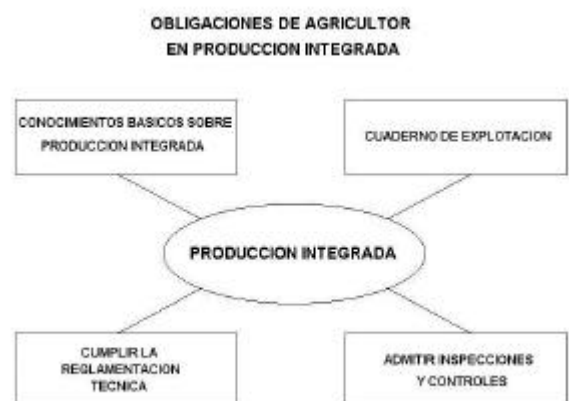 OBLIGACIONES DE AGRICULTOR
EN PRODUCCION INTEGRADA
CONOCIMIENTOS BASICOS SOBRE
PRODUCCION INTEGRADA
CUADERNO DE EXPLOTACION
PRODUCCION INTEGRADA
CUMPLIR LA
REGLAMENTACION
TECNICA
ADMITIR INSPECCIONES
Y CONTROLES